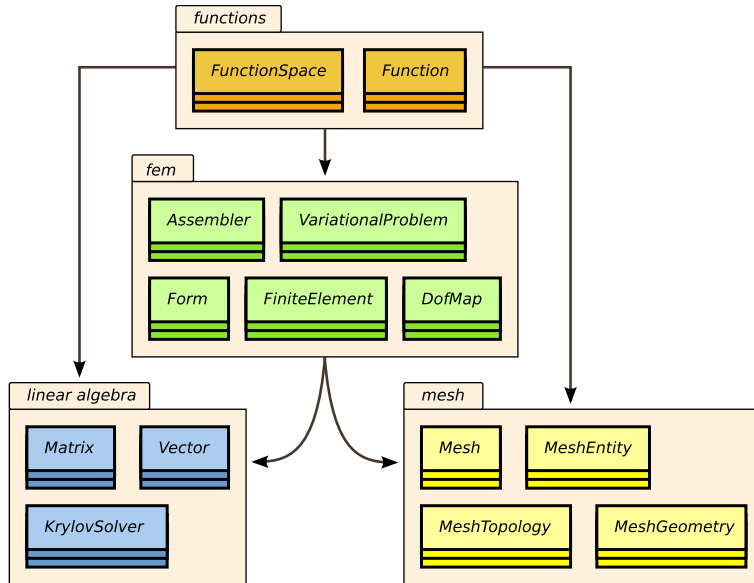 functions
FunctionSpace
Function
fem
Assembler
VariationalProblem
Form
FiniteElement
DofMap
linear algebra
Matrix
Vector
KrylovSolver
mesh
Mesh
MeshEntity
MeshTopology
MeshGeometry